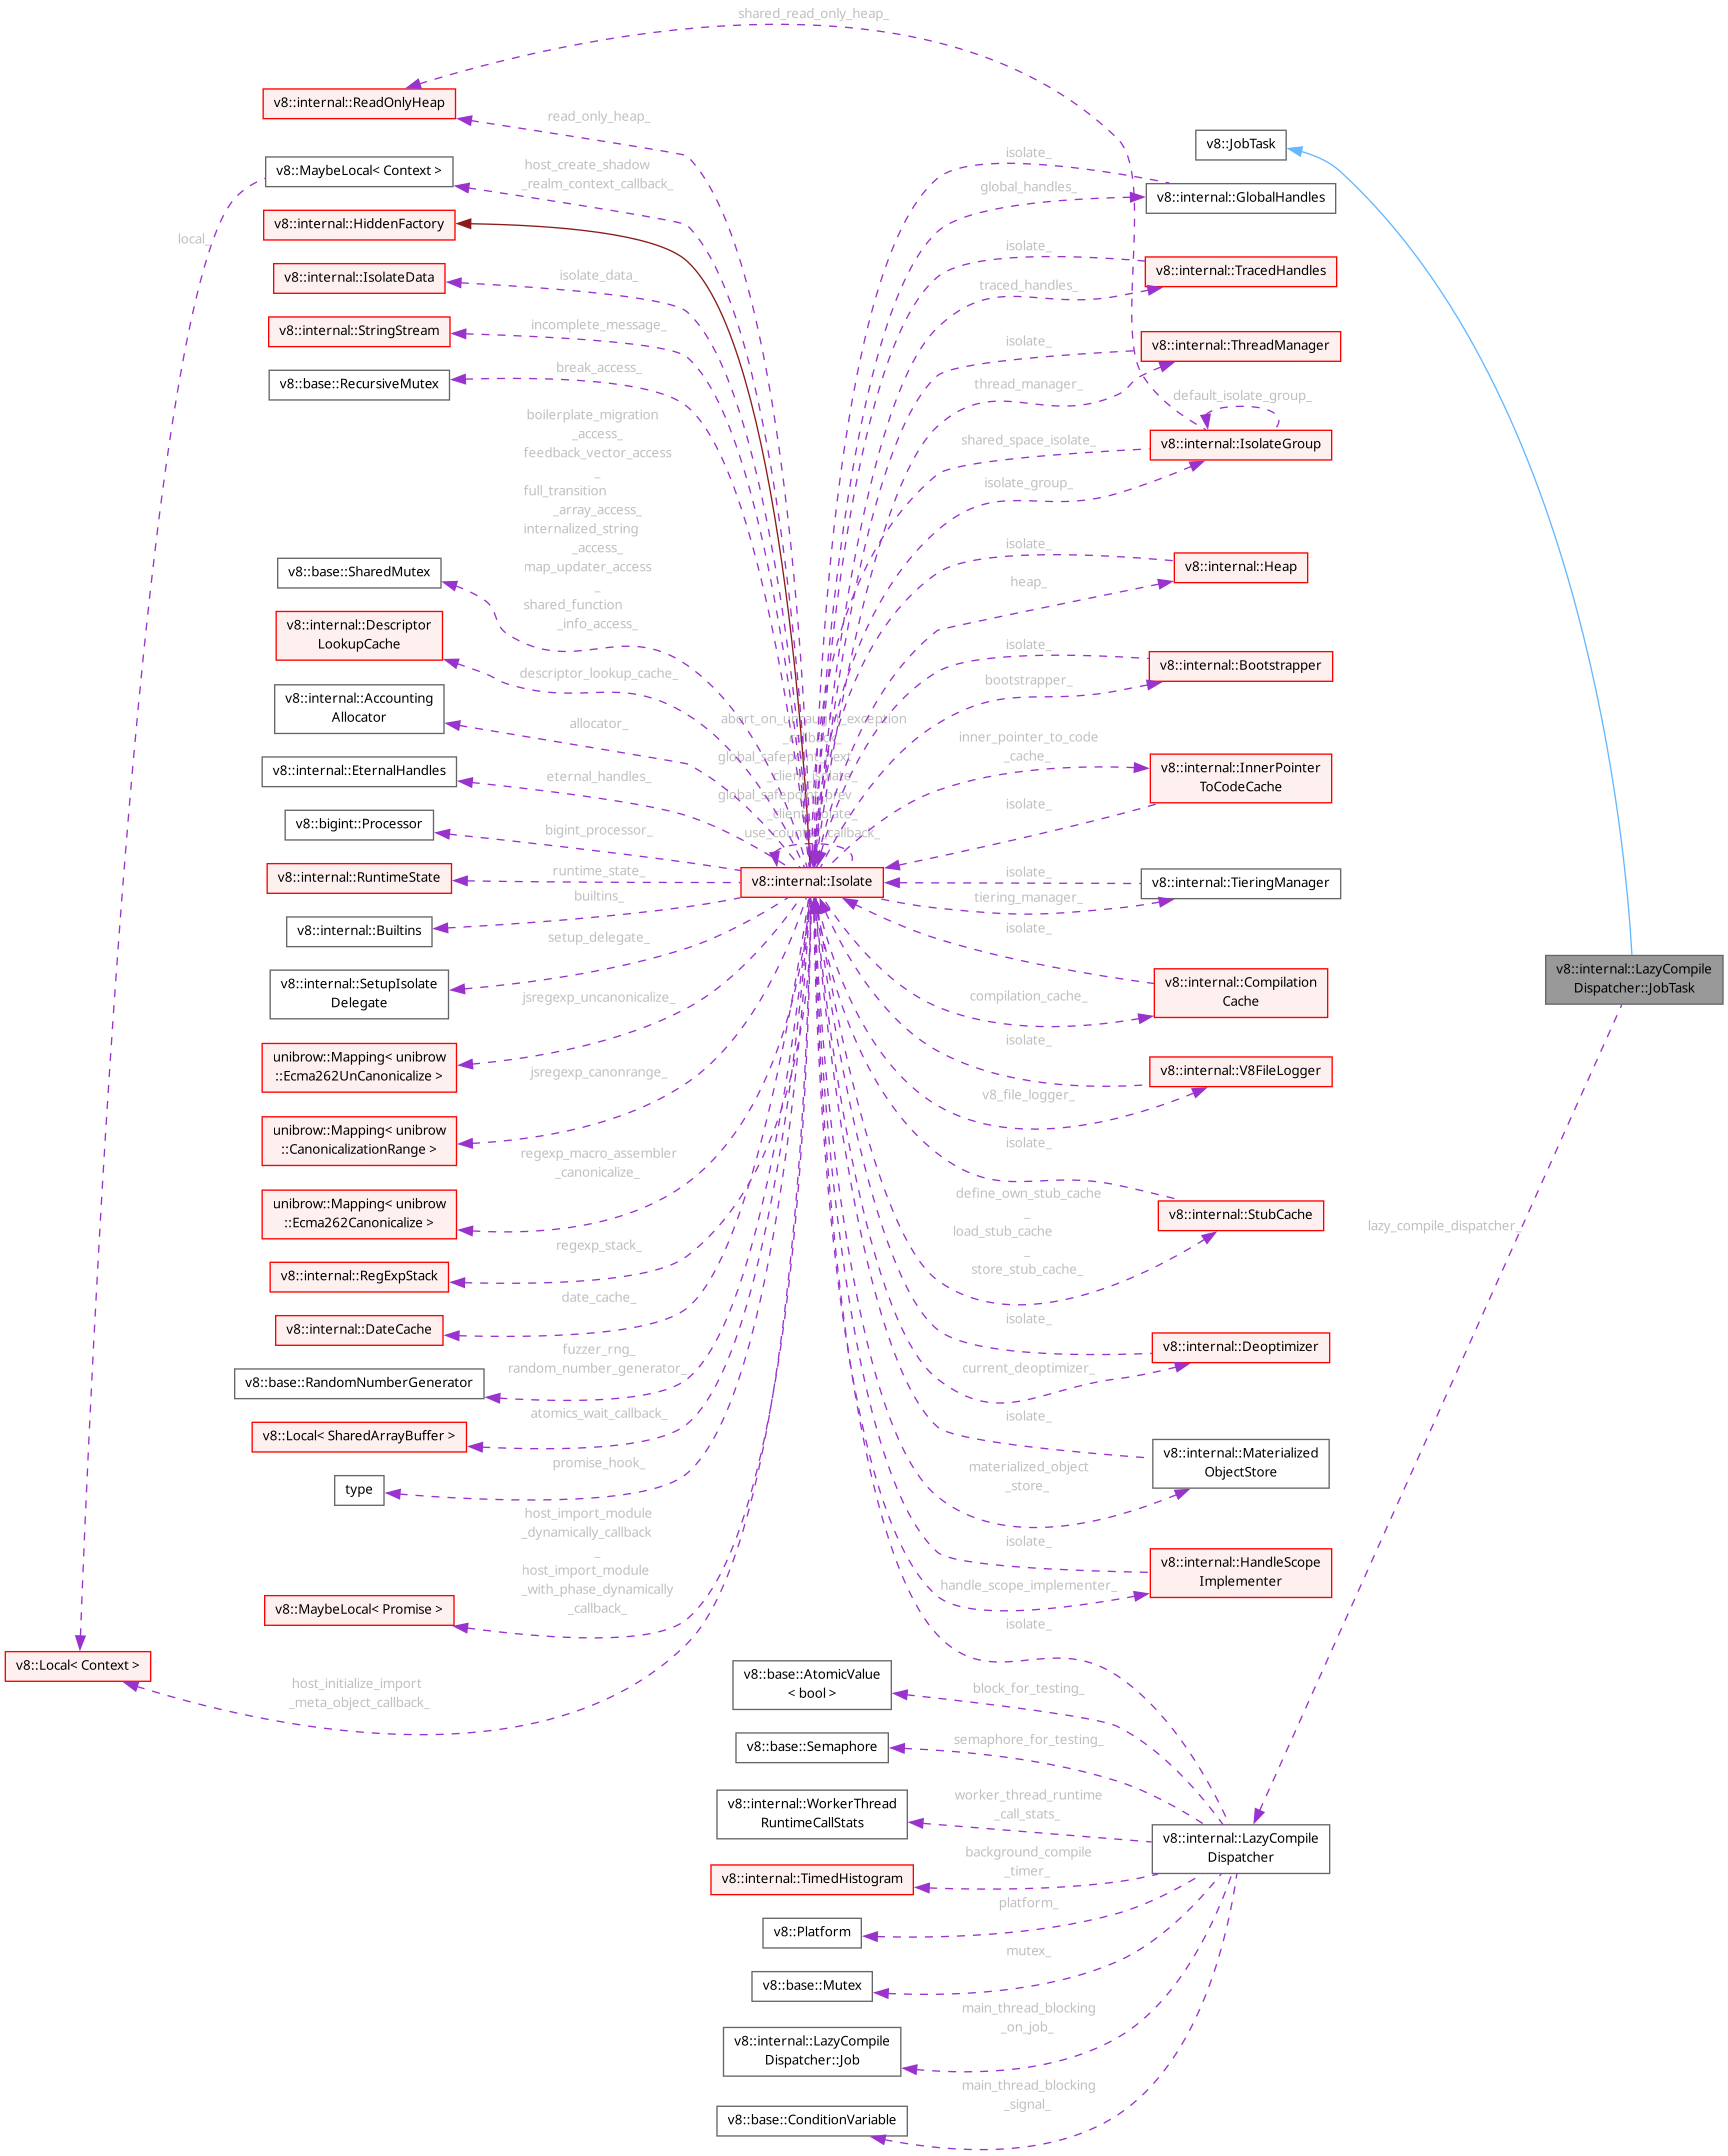 shared_read_only_heap_
v8::internal::ReadOnlyHeap
read_only_heap_
v8::JobTask
v8::MaybeLocal< Context >
host_create_shadow
_realm_context_callback_
isolate_
global_handles_
v8::internal::GlobalHandles
v8::internal::HiddenFactory
local_
isolate_
v8::internal::TracedHandles
traced_handles_
v8::internal::IsolateData
isolate_data_
v8::internal::StringStream
incomplete_message_
isolate_
v8::internal::ThreadManager
v8::base::RecursiveMutex
break_access_
thread_manager_
default_isolate_group_
boilerplate_migration
_access_
feedback_vector_access
_
full_transition
_array_access_
internalized_string
_access_
map_updater_access
_
shared_function
_info_access_
shared_space_isolate_
v8::internal::IsolateGroup
isolate_group_
isolate_
v8::internal::Heap
heap_
v8::base::SharedMutex
v8::internal::Descriptor
LookupCache
descriptor_lookup_cache_
isolate_
v8::internal::Bootstrapper
bootstrapper_
v8::internal::Accounting
Allocator
allocator_
abort_on_uncaught_exception
_callback_
global_safepoint_next
_client_isolate_
global_safepoint_prev
_client_isolate_
use_counter_callback_
inner_pointer_to_code
_cache_
v8::internal::InnerPointer
ToCodeCache
isolate_
v8::internal::EternalHandles
eternal_handles_
v8::bigint::Processor
bigint_processor_
v8::internal::RuntimeState
runtime_state_
v8::internal::Isolate
isolate_
v8::internal::TieringManager
tiering_manager_
v8::internal::Builtins
builtins_
isolate_
v8::internal::SetupIsolate
Delegate
setup_delegate_
v8::internal::Compilation
Cache
compilation_cache_
v8::internal::LazyCompile
Dispatcher::JobTask
jsregexp_uncanonicalize_
isolate_
unibrow::Mapping< unibrow
::Ecma262UnCanonicalize >
v8::internal::V8FileLogger
v8_file_logger_
jsregexp_canonrange_
unibrow::Mapping< unibrow
::CanonicalizationRange >
isolate_
regexp_macro_assembler
_canonicalize_
unibrow::Mapping< unibrow
::Ecma262Canonicalize >
define_own_stub_cache
_
load_stub_cache
_
store_stub_cache_
v8::internal::StubCache
lazy_compile_dispatcher_
regexp_stack_
v8::internal::RegExpStack
date_cache_
v8::internal::DateCache
isolate_
v8::internal::Deoptimizer
current_deoptimizer_
fuzzer_rng_
random_number_generator_
v8::base::RandomNumberGenerator
atomics_wait_callback_
v8::Local< SharedArrayBuffer >
isolate_
v8::internal::Materialized
ObjectStore
materialized_object
_store_
promise_hook_
type
host_import_module
_dynamically_callback
_
host_import_module
_with_phase_dynamically
_callback_
isolate_
v8::internal::HandleScope
Implementer
handle_scope_implementer_
v8::MaybeLocal< Promise >
isolate_
v8::Local< Context >
host_initialize_import
_meta_object_callback_
v8::base::AtomicValue
< bool >
block_for_testing_
v8::base::Semaphore
semaphore_for_testing_
v8::internal::WorkerThread
RuntimeCallStats
worker_thread_runtime
_call_stats_
v8::internal::LazyCompile
Dispatcher
background_compile
_timer_
v8::internal::TimedHistogram
platform_
v8::Platform
mutex_
v8::base::Mutex
main_thread_blocking
_on_job_
v8::internal::LazyCompile
Dispatcher::Job
main_thread_blocking
_signal_
v8::base::ConditionVariable